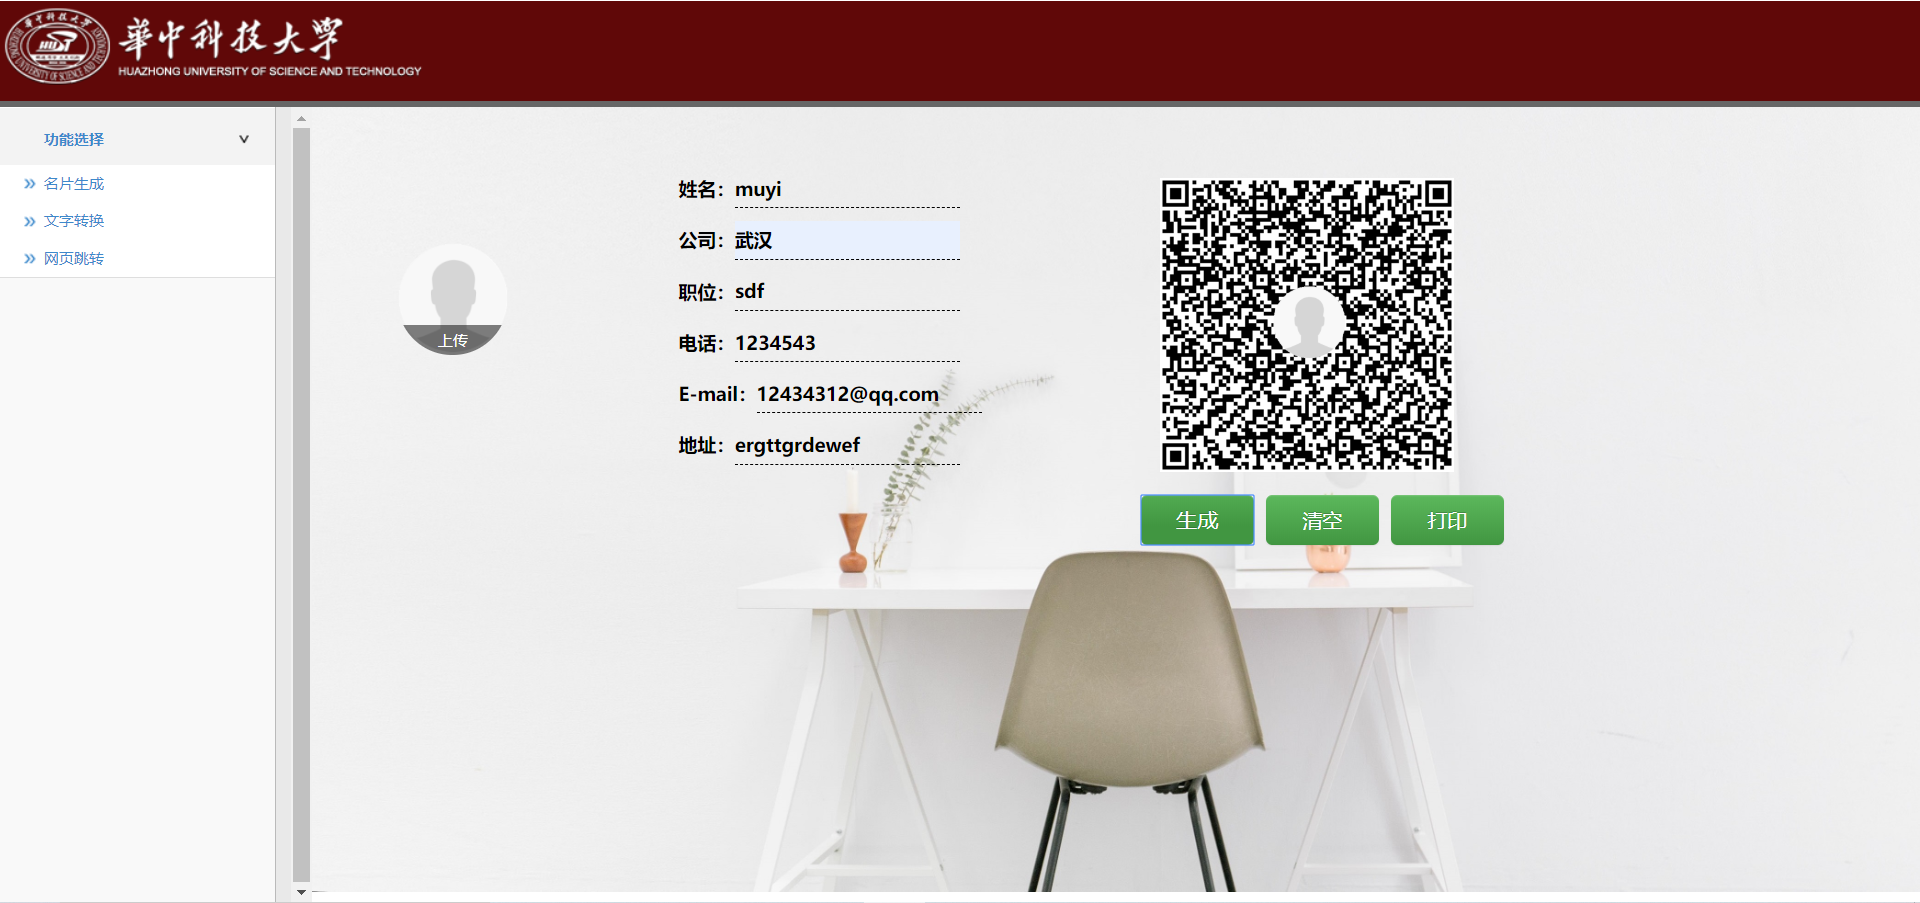 華中科技大學
HUAZHONG UNIVERSITY OF SCIENCE AND TECHNOLOGY
功能选择
名片生成
文字转换
网页跳转
上传
姓名：muyi
公司：武汉
职位：sdf
电话：1234543
E-mail：12434312@qq.com
地址：ergttgrdewef
生成 清空 打印